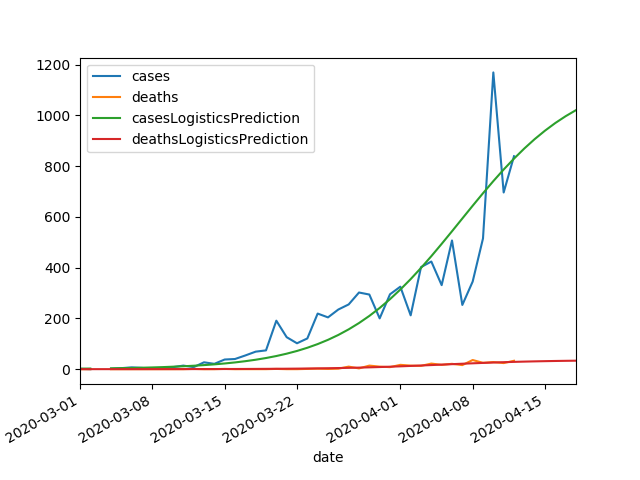 1200
1000
800
600
400
200
0
cases
deaths
casesLogisticsPrediction
deathsLogisticsPrediction
2020-03-01
2020-03-08
2020-03-15
2020-03-22
2020-04-01
2020-04-08
2020-04-15
date